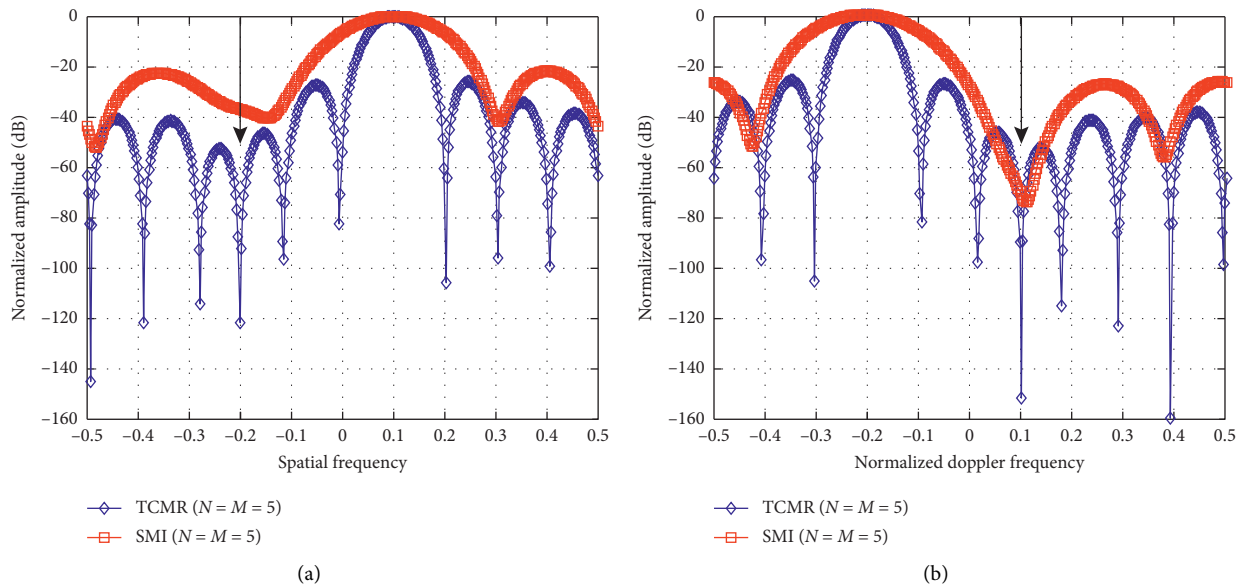 0
−20
−40
−60
−80
−100
−120
−140
−160
Normalized amplitude (dB)
−0.5 −0.4 −0.3 −0.2 −0.1 0 0.1 0.2 0.3 0.4 0.5
Spatial frequency
TCMR (N = M = 5)
SMI (N = M = 5)
(a)
0
−20
−40
−60
−80
−100
−120
−140
−160
Normalized amplitude (dB)
−0.5 −0.4 −0.3 −0.2 −0.1 0 0.1 0.2 0.3 0.4 0.5
Normalized doppler frequency
TCMR (N = M = 5)
SMI (N = M = 5)
(b)